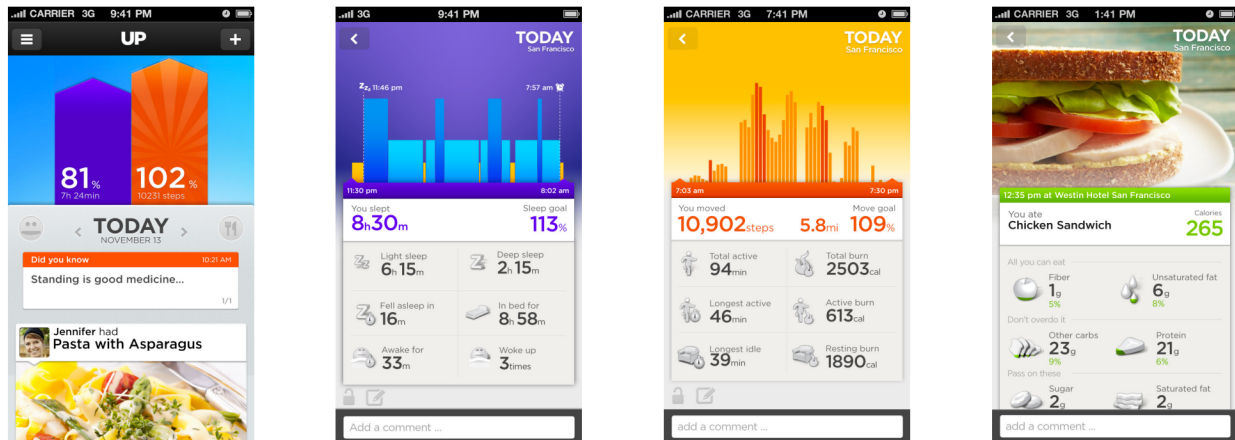 CARRIER 3G 9:41 PM
UP
81%
7h 24min
102%
10231 steps
TODAY
NOVEMBER 13
Did you know 10:21 AM
Standing is good medicine...
1/1
Jennifer had
Pasta with Asparagus
3G 9:41 PM
TODAY
San Francisco
Zzz 11:46 pm 7:57 am
11:30 pm 8:02 am
You slept Sleep goal
8h30m 113%
Light sleep Deep sleep
6h 15m 2h 15m
Fell asleep in In bed for
16m 8h 58m
Awake for Woke up
33m 3times
Add a comment ...
CARRIER 3G 7:41 PM
TODAY
San Francisco
7:03 am 7:30 pm
You moved Move goal
10,902steps 5.8mi 109%
Total active Total burn
94min 2503cal
Longest active Active burn
46min 613cal
Longest idle Resting burn
39min 1890cal
add a comment ...
CARRIER 3G 1:41 PM
TODAY
San Francisco
12:35 pm at Westin Hotel San Francisco
You ate Calories
Chicken Sandwich 265
All you can eat
Fiber Unsaturated fat
1g 6g
5% 8%
Don't overdo it
Other carbs Protein
23g 21g
9% 6%
Pass on these
Sugar Saturated fat
2g 2g
add a comment ...